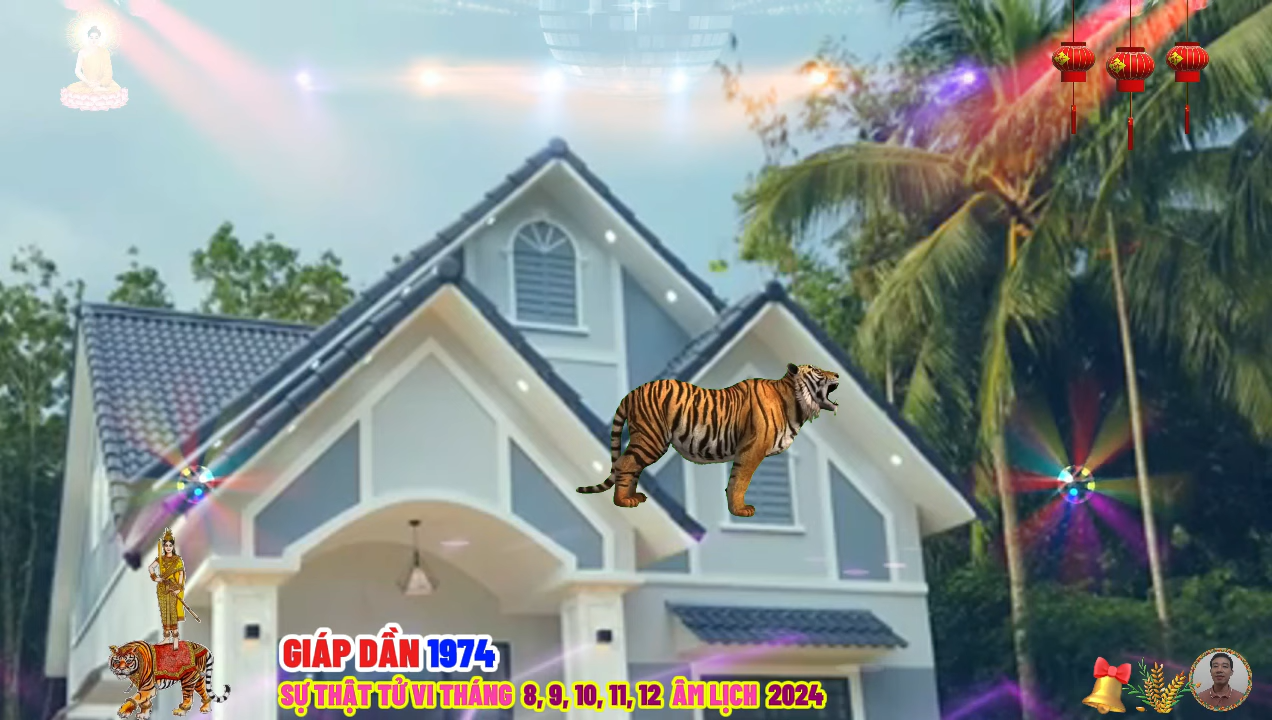 GIÁP DẦN 1974
SỰ THẬT TỬ VI THÁNG 8, 9, 10, 11, 12 ÂM LỊCH 2024